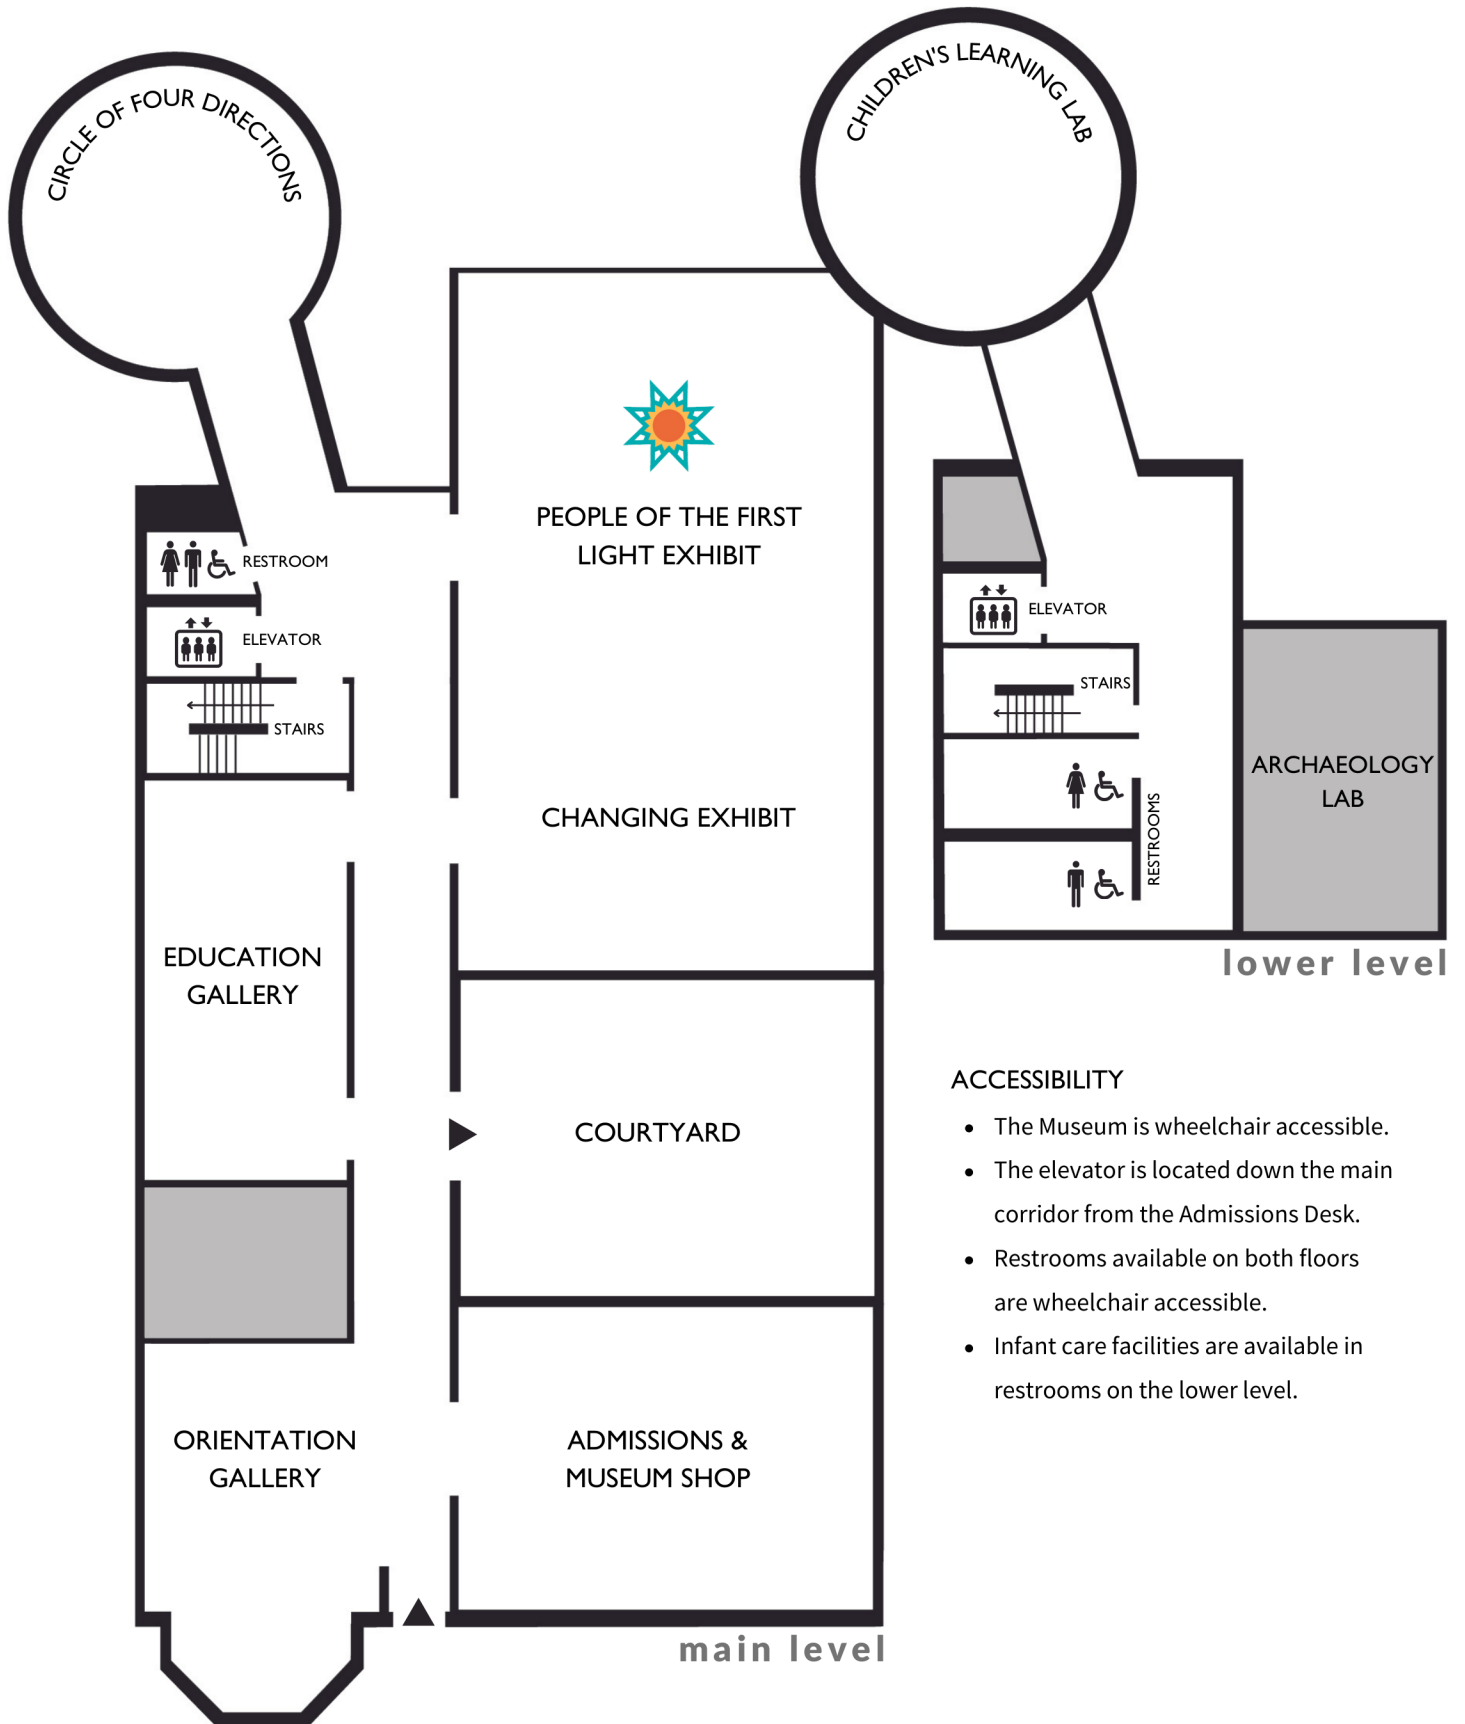 CIRCLE OF FOUR DIRECTIONS
CHILDREN'S LEARNING LAB
PEOPLE OF THE FIRST
LIGHT EXHIBIT
RESTROOM
ELEVATOR
STAIRS
CHANGING EXHIBIT
EDUCATION
GALLERY
COURTYARD
ORIENTATION
GALLERY
ADMISSIONS &
MUSEUM SHOP
main level
ELEVATOR
STAIRS
RESTROOMS
ARCHAEOLOGY
LAB
lower level
ACCESSIBILITY
• The Museum is wheelchair accessible.
• The elevator is located down the main
corridor from the Admissions Desk.
• Restrooms available on both floors
are wheelchair accessible.
• Infant care facilities are available in
restrooms on the lower level.